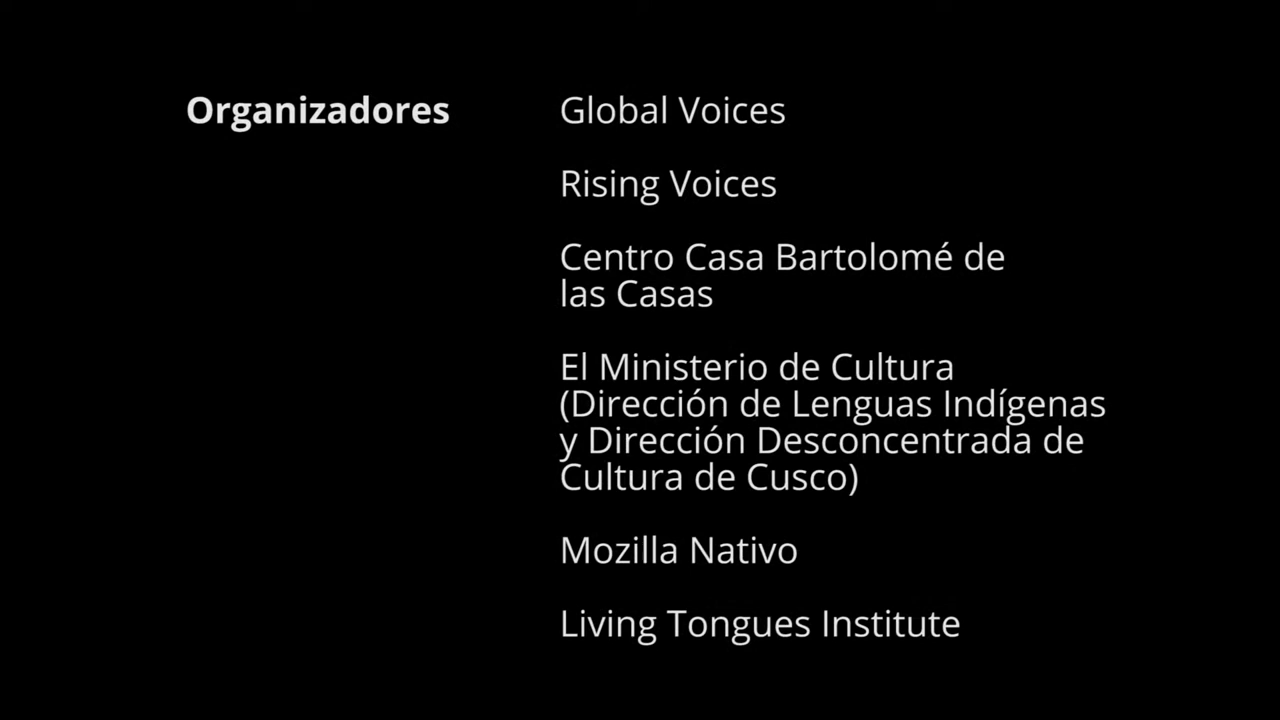 Organizadores
Global Voices
Rising Voices
Centro Casa Bartolomé de
las Casas
El Ministerio de Cultura
(Dirección de Lenguas Indígenas
y Dirección Desconcentrada de
Cultura de Cusco)
Mozilla Nativo
Living Tongues Institute